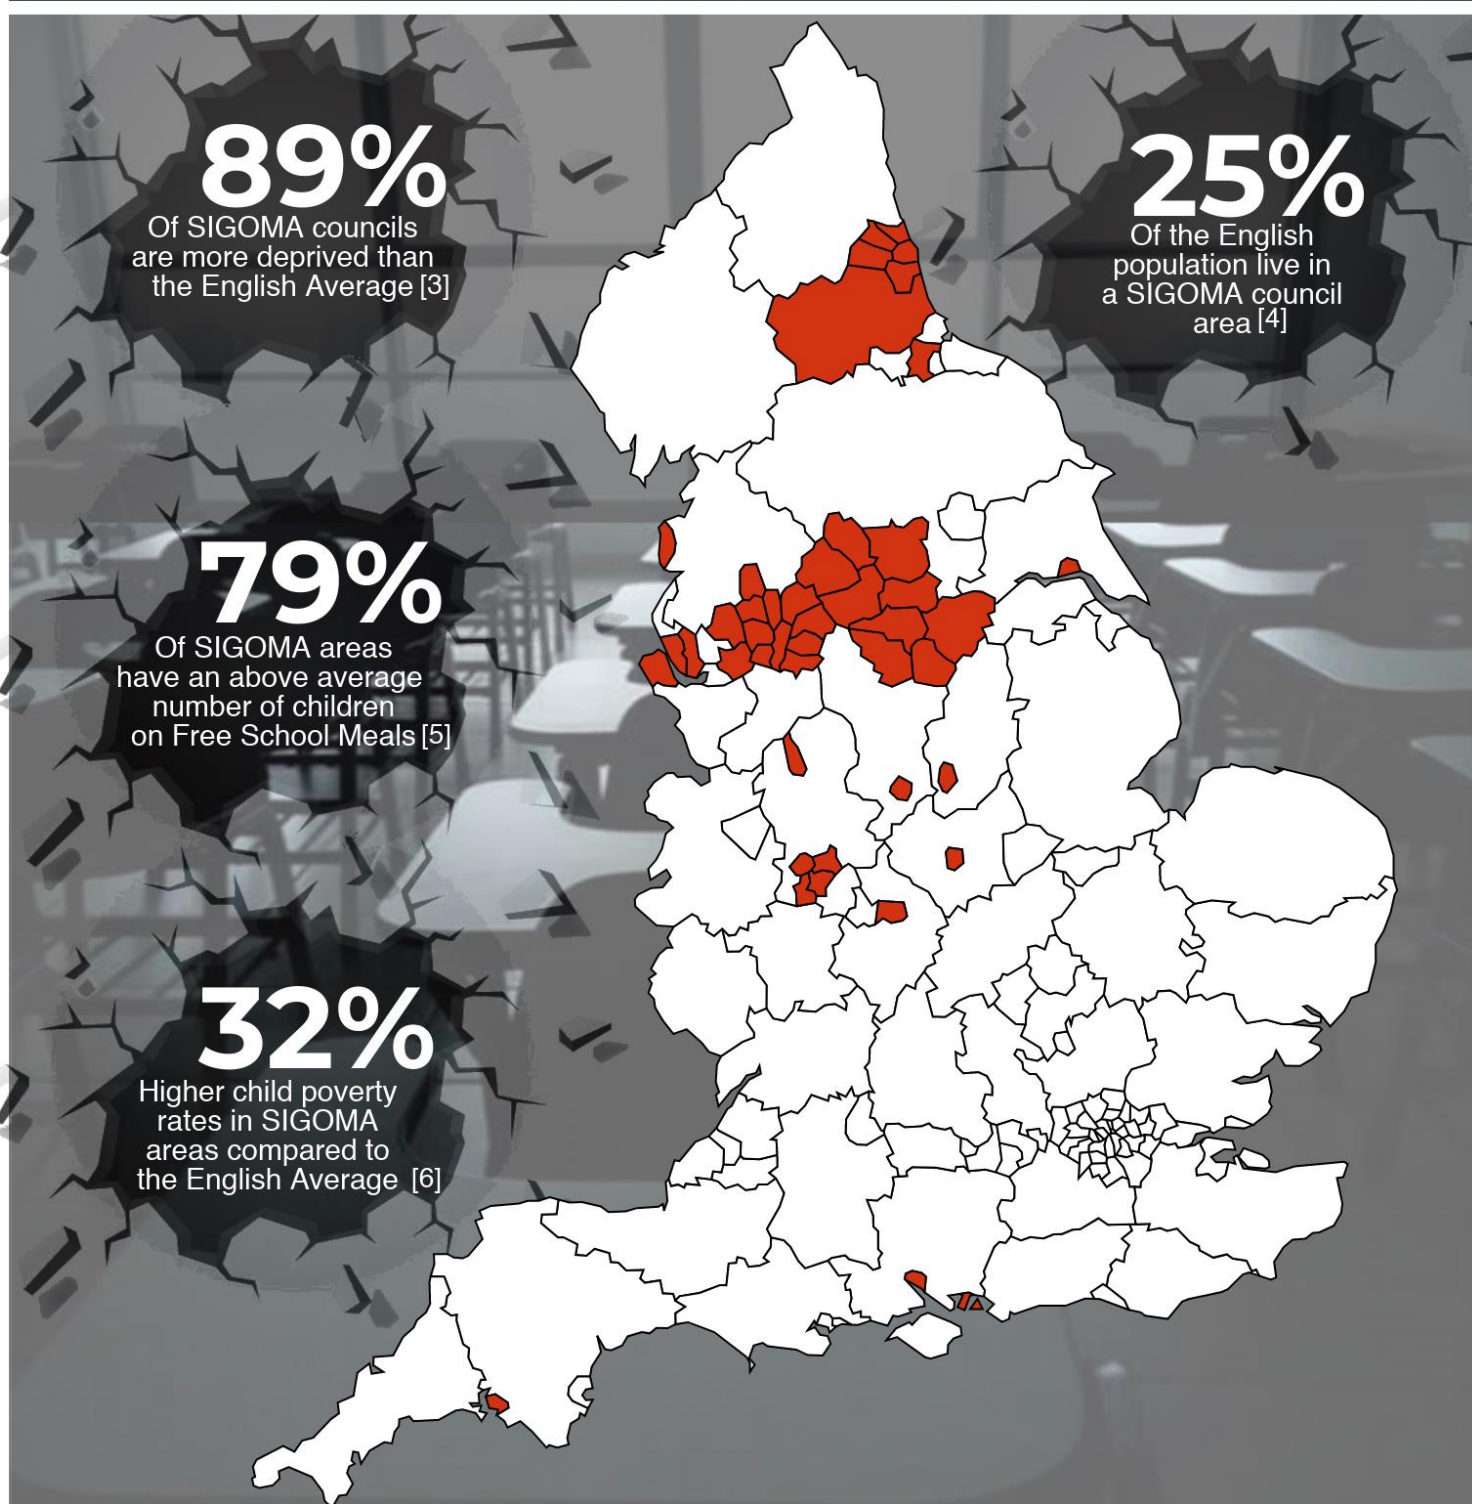 89%
Of SIGOMA councils
are more deprived than
the English Average [3]
25%
Of the English
population live in
a SIGOMA council
area [4]
79%
Of SIGOMA areas
have an above average
number of children
on Free School Meals [5]
32%
Higher child poverty
rates in SIGOMA
areas compared to
the English Average [6]